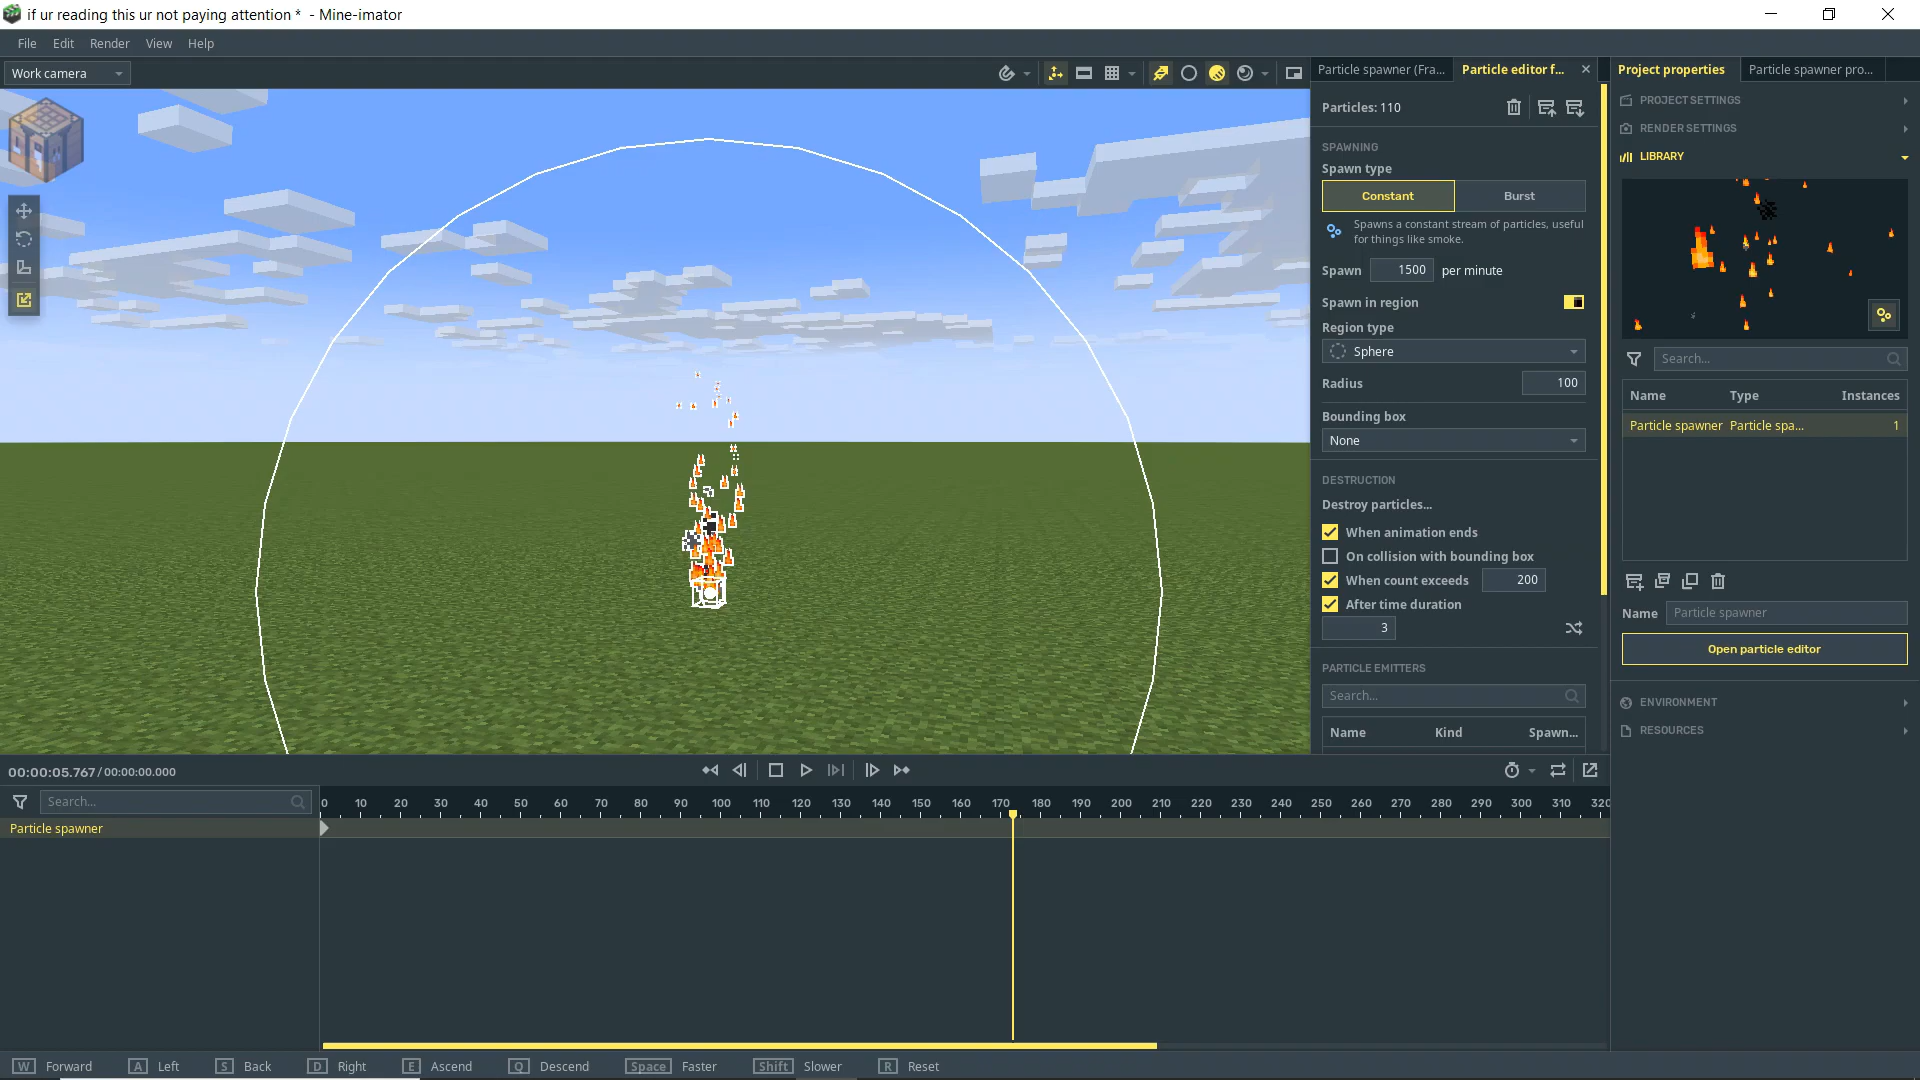 if ur reading this ur not paying attention * - Mine-imator
File Edit Render View Help
Work camera
Particle spawner (Fra...
Particle editor f...
Project properties
Particle spawner pro...
Particles: 110
SPAWNING
Spawn type
Constant
Burst
Spawns a constant stream of particles, useful
for things like smoke.
Spawn 1500 per minute
Spawn in region
Region type
Sphere
Radius 100
Bounding box
None
DESTRUCTION
Destroy particles...
When animation ends
On collision with bounding box
When count exceeds 200
After time duration
3
PARTICLE EMITTERS
Search...
Name Kind Spawn...
PROJECT SETTINGS
RENDER SETTINGS
LIBRARY
Search...
Name Type Instances
Particle spawner Particle spa... 1
Name Particle spawner
Open particle editor
ENVIRONMENT
RESOURCES
00:00:05.767 / 00:00:00.000
Search...
0 10 20 30 40 50 60 70 80 90 100 110 120 130 140 150 160 170 180 190 200 210 220 230 240 250 260 270 280 290 300 310 320
Particle spawner
W Forward A Left S Back D Right E Ascend Q Descend Space Faster Shift Slower R Reset